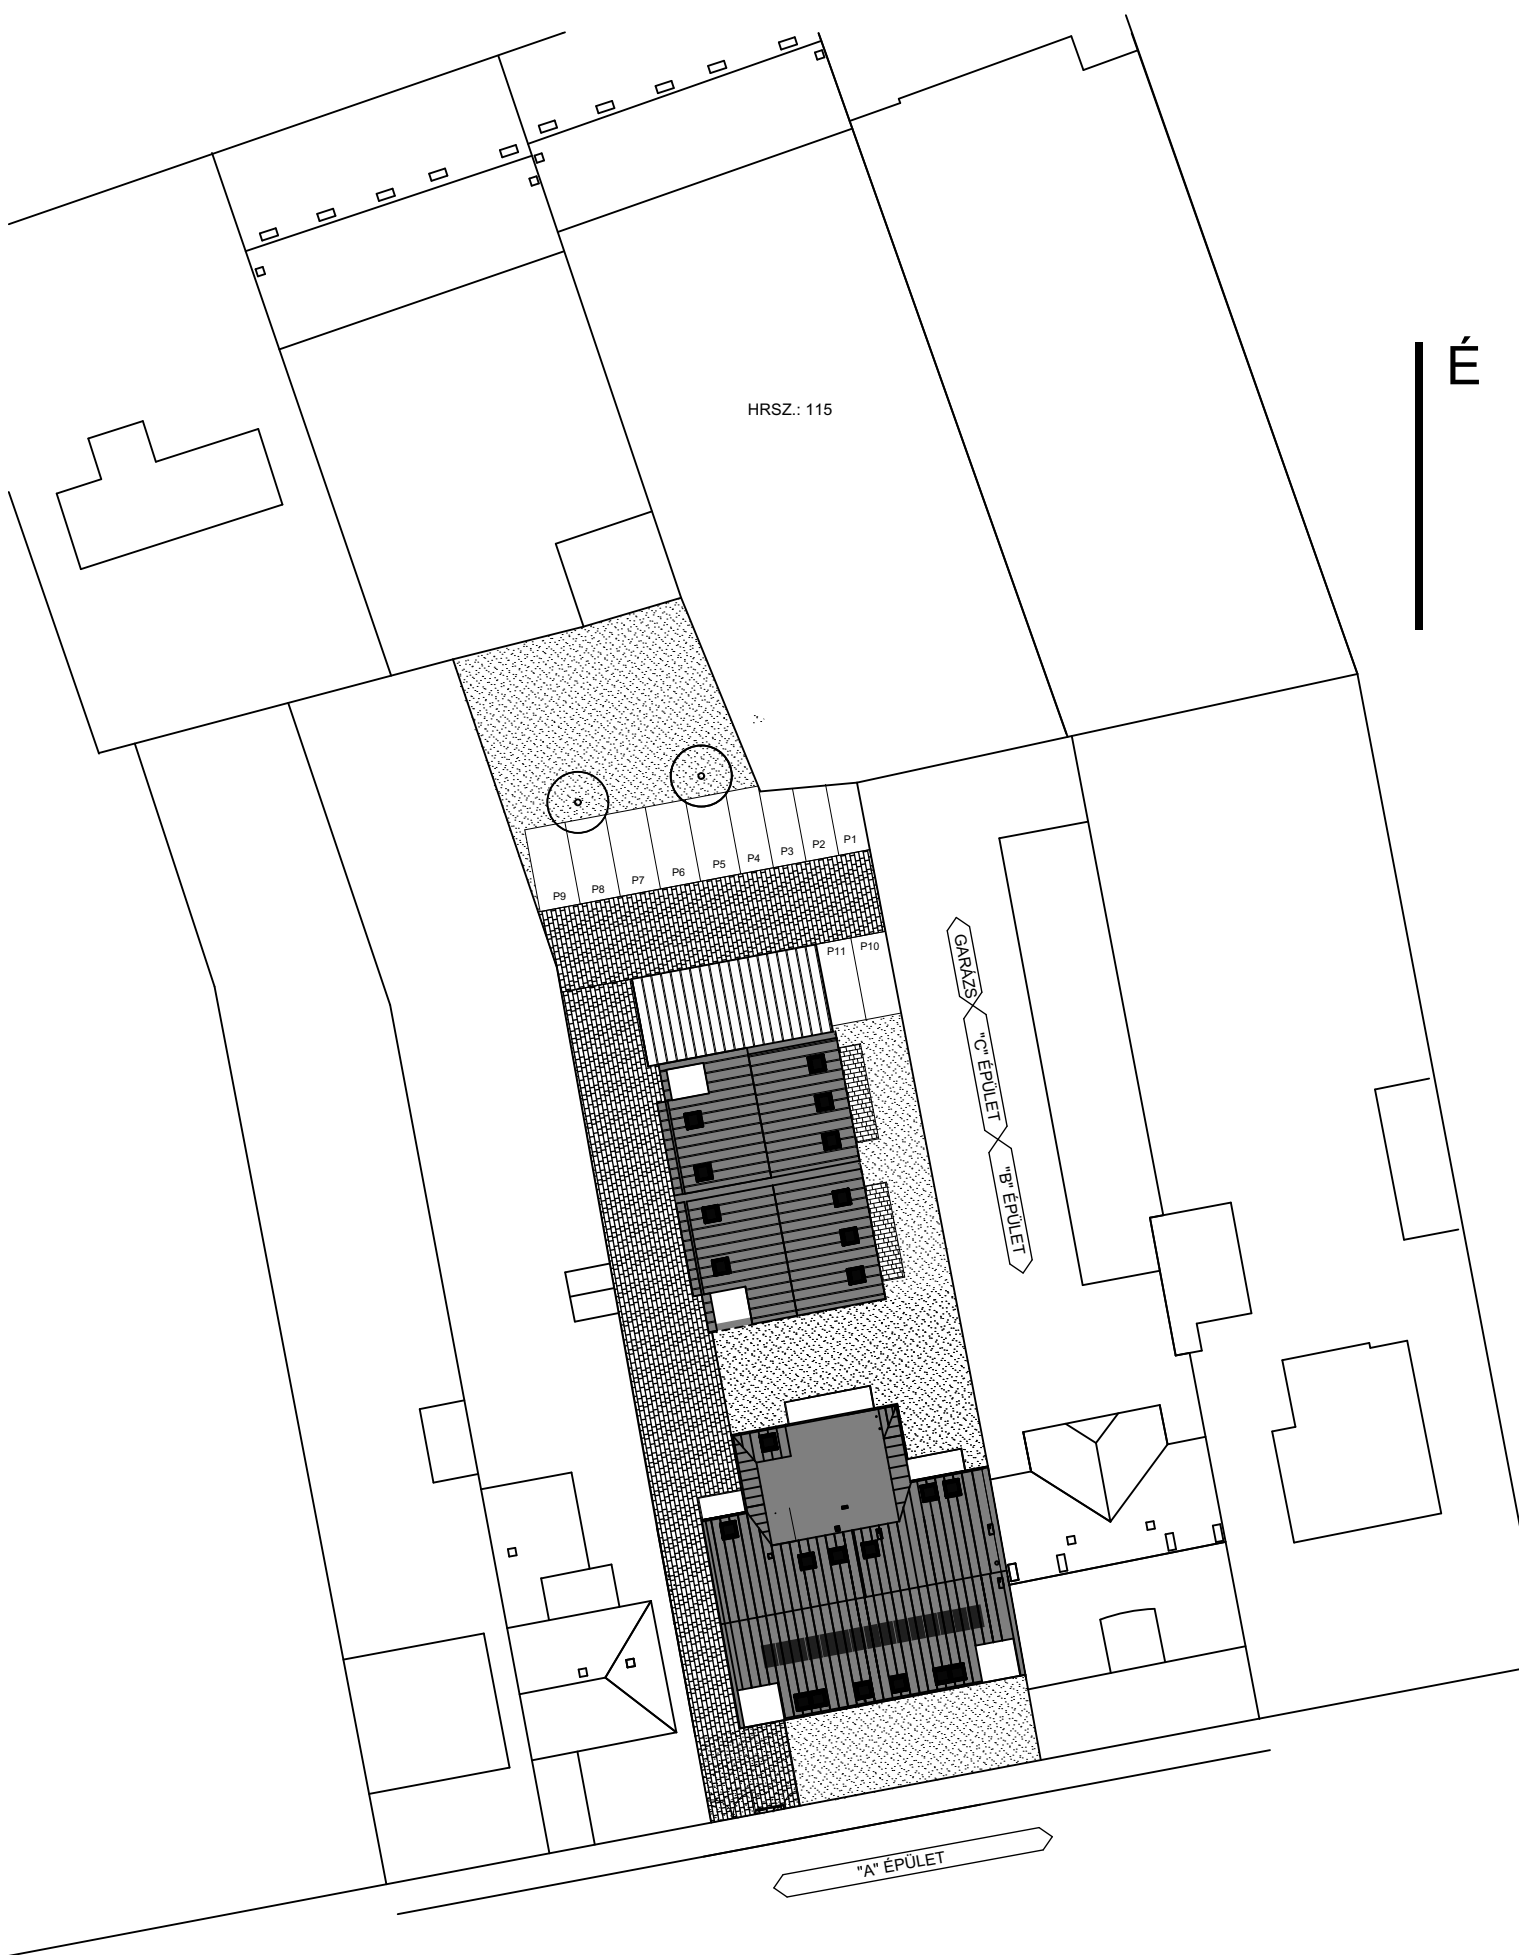 É
HRSZ.: 115
P1
P2
P3
P4
P5
P6
P7
P8
P9
P10
P11
GARÁZS
"C" ÉPÜLET
"B" ÉPÜLET
"A" ÉPÜLET